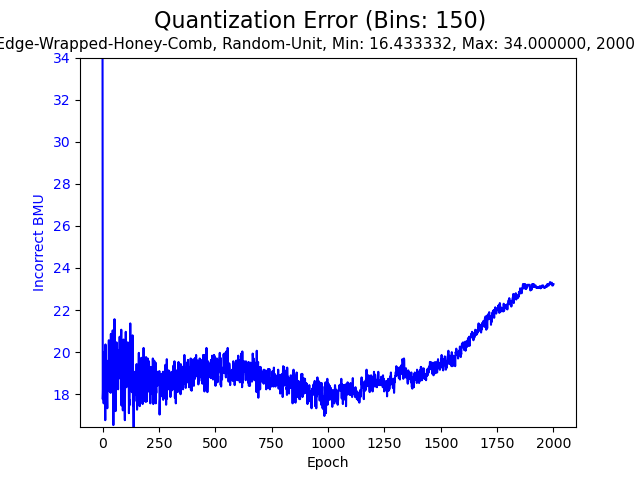 Quantization Error (Bins: 150)
Edge-Wrapped-Honey-Comb, Random-Unit, Min: 16.433332, Max: 34.000000, 2000
34
32
30
28
26
24
22
20
18
Incorrect BMU
0 250 500 750 1000 1250 1500 1750 2000
Epoch